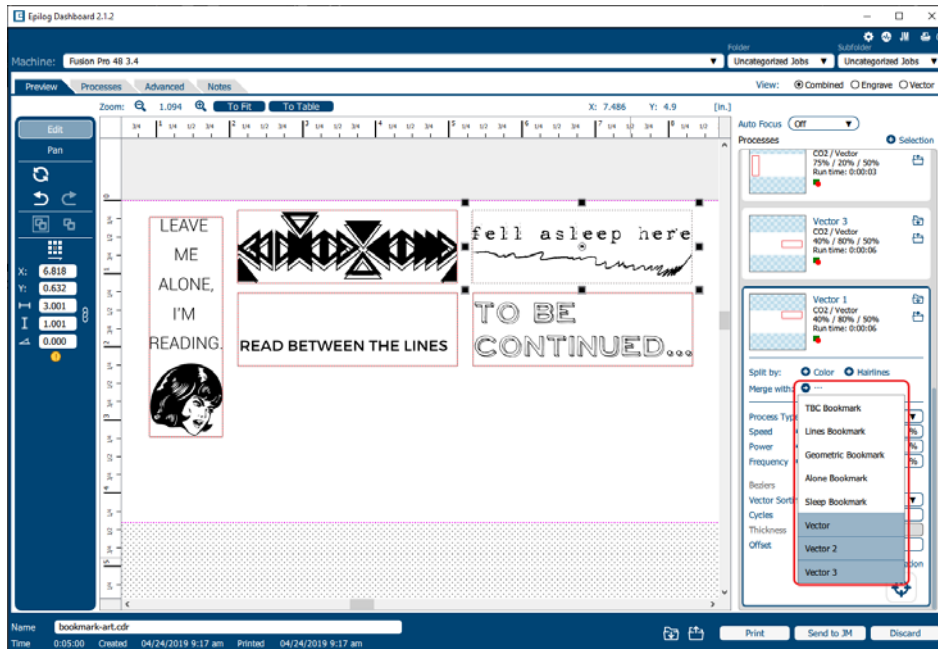 Epilog Dashboard 2.1.2
Machine: Fusion Pro 48 3.4
Folder Subfolder
Uncategorized Jobs Uncategorized Jobs
JM
Preview Processes Advanced Notes
View: Combined Engrave Vector
Zoom: 1.094 To Fit To Table X: 7.486 Y: 4.9 [in.]
Auto Focus Off
Processes Selection
Edit
Pan
X: 6.818
Y: 0.632
3.001
1.001
0.000
LEAVE
ME
ALONE,
I'M
READING.
fell asleep here
READ BETWEEN THE LINES
TO BE
CONTINUED...
CO2 / Vector
75% / 20% / 50%
Run time: 0:00:03
Vector 3
CO2 / Vector
40% / 80% / 50%
Run time: 0:00:06
Vector 1
CO2 / Vector
40% / 80% / 50%
Run time: 0:00:06
Split by: Color Hairlines
Merge with: ....
TBC Bookmark
Lines Bookmark
Geometric Bookmark
Alone Bookmark
Sleep Bookmark
Vector
Vector 2
Vector 3
Process Typ
Speed %
Power %
Frequency %
Beziers
Vector Sorti
Cycles
Thickness
Offset
Name bookmark-art.cdr
Time 0:05:00 Created 04/24/2019 9:17 am Printed 04/24/2019 9:17 am
Print Send to JM Discard